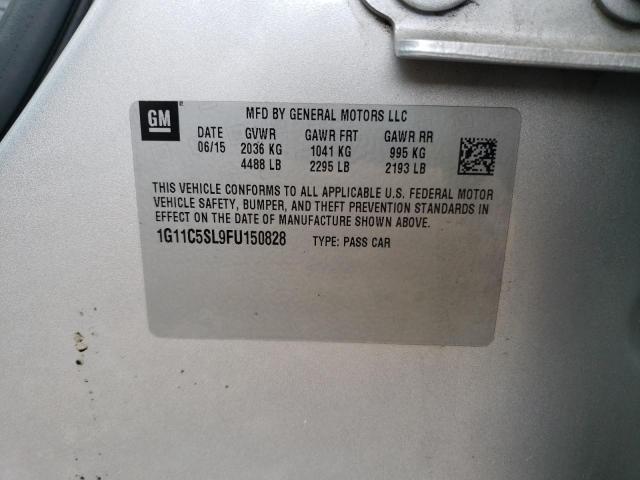 GM
MFD BY GENERAL MOTORS LLC
DATE GVWR GAWR FRT GAWR RR
06/15 2036 KG 1041 KG 995 KG
4488 LB 2295 LB 2193 LB
THIS VEHICLE CONFORMS TO ALL APPLICABLE U.S. FEDERAL MOTOR
VEHICLE SAFETY, BUMPER, AND THEFT PREVENTION STANDARDS IN
EFFECT ON THE DATE OF MANUFACTURE SHOWN ABOVE.
1G11C5SL9FU150828 TYPE: PASS CAR